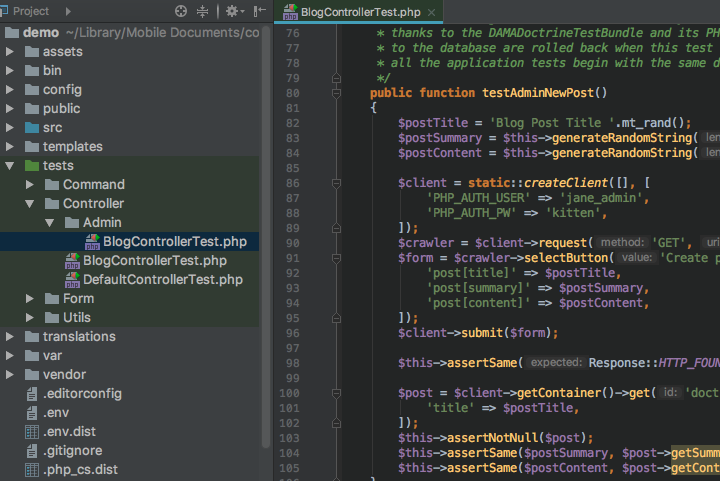 Project
demo ~/Library/Mobile Documents/co
assets
bin
config
public
src
templates
tests
Command
Controller
Admin
BlogControllerTest.php
BlogControllerTest.php
DefaultControllerTest.php
Form
Utils
translations
var
vendor
.editorconfig
.env
.env.dist
.gitignore
.php_cs.dist
BlogControllerTest.php
76 * thanks to the DAMADoctrineTestBundle and its PH
77 * to the database are rolled back when this test
78 * all the application tests begin with the same d
79 */
80 public function testAdminNewPost()
81 {
82 $postTitle = 'Blog Post Title '.mt_rand();
83 $postSummary = $this->generateRandomString( len
84 $postContent = $this->generateRandomString( len
85
86 $client = static::createClient([], [
87 'PHP_AUTH_USER' => 'jane_admin',
88 'PHP_AUTH_PW' => 'kitten',
89 ]);
90 $crawler = $client->request( method: 'GET', uri
91 $form = $crawler->selectButton( value: 'Create p
92 'post[title]' => $postTitle,
93 'post[summary]' => $postSummary,
94 'post[content]' => $postContent,
95 ]);
96 $client->submit($form);
97
98 $this->assertSame( expected: Response::HTTP_FOUN
99
100 $post = $client->getContainer()->get( id: 'doct
101 'title' => $postTitle,
102 ]);
103 $this->assertNotNull($post);
104 $this->assertSame($postSummary, $post->getSumm
105 $this->assertSame($postContent, $post->getCont